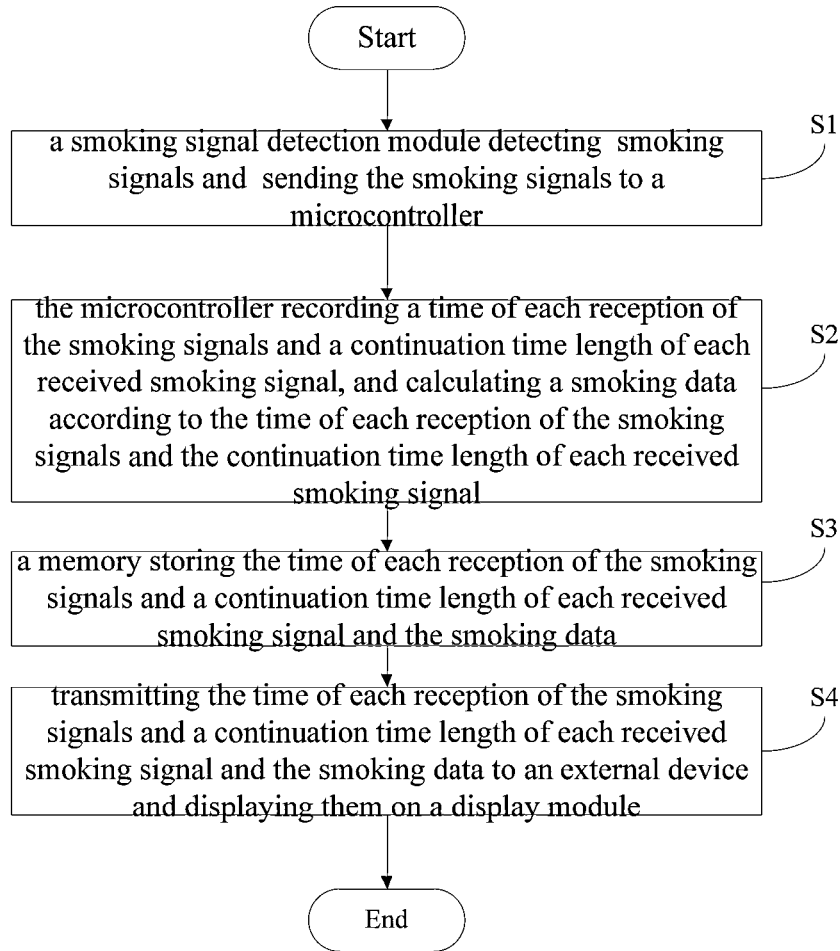 Start
S1
a smoking signal detection module detecting smoking
signals and sending the smoking signals to a
microcontroller
S2
the microcontroller recording a time of each reception of
the smoking signals and a continuation time length of each
received smoking signal, and calculating a smoking data
according to the time of each reception of the smoking
signals and the continuation time length of each received
smoking signal
S3
a memory storing the time of each reception of the smoking
signals and a continuation time length of each received
smoking signal and the smoking data
S4
transmitting the time of each reception of the smoking
signals and a continuation time length of each received
smoking signal and the smoking data to an external device
and displaying them on a display module
End